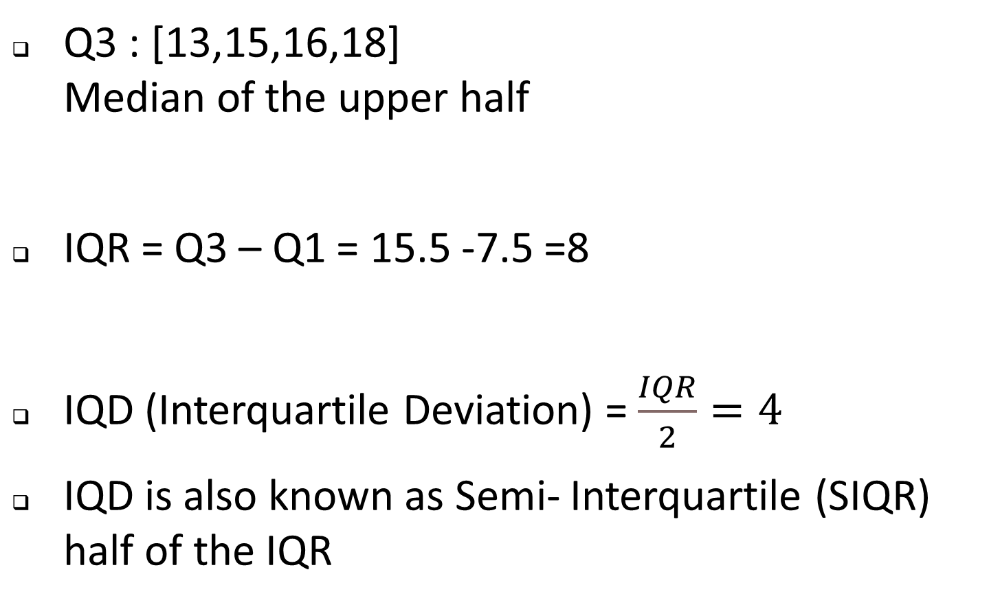 ❑ Q3 : [13,15,16,18]
Median of the upper half
❑ IQR = Q3 – Q1 = 15.5 -7.5 =8
❑ IQD (Interquartile Deviation) = IQR/2 = 4
❑ IQD is also known as Semi- Interquartile (SIQR)
half of the IQR